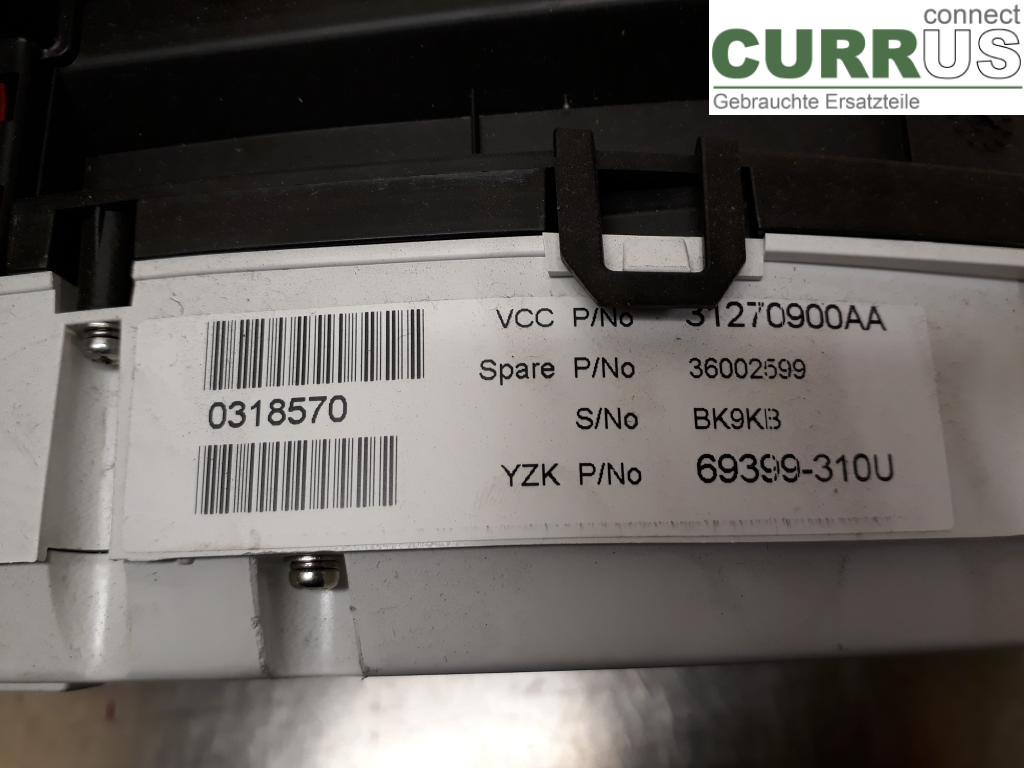 connect
CURRUS
Gebrauchte Ersatzteile
VCC P/No 31270900AA
Spare P/No 36002599
0318570
S/No BK9KB
YZK P/No 69399-310U